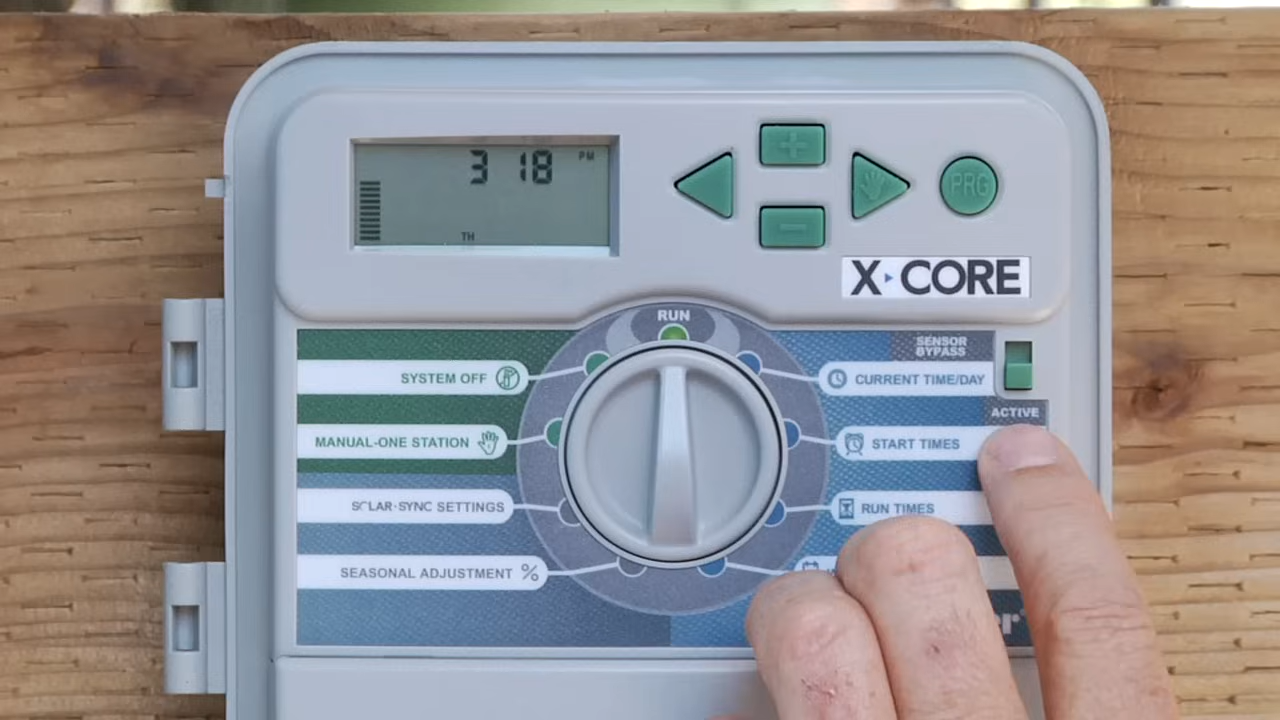 3 18 PM
TH
PRG
X CORE
RUN
SENSOR
BYPASS
SYSTEM OFF
CURRENT TIME/DAY
ACTIVE
MANUAL-ONE STATION
START TIMES
SOLAR-SYNC SETTINGS
RUN TIMES
SEASONAL ADJUSTMENT %